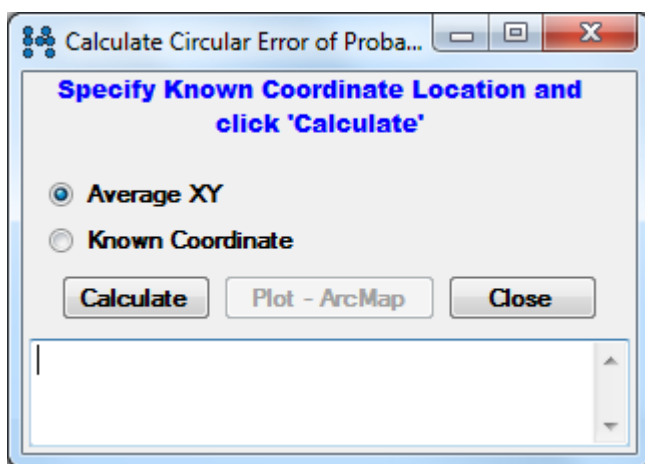 Calculate Circular Error of Proba...
Specify Known Coordinate Location and
click 'Calculate'
Average XY
Known Coordinate
Calculate Plot - ArcMap Close